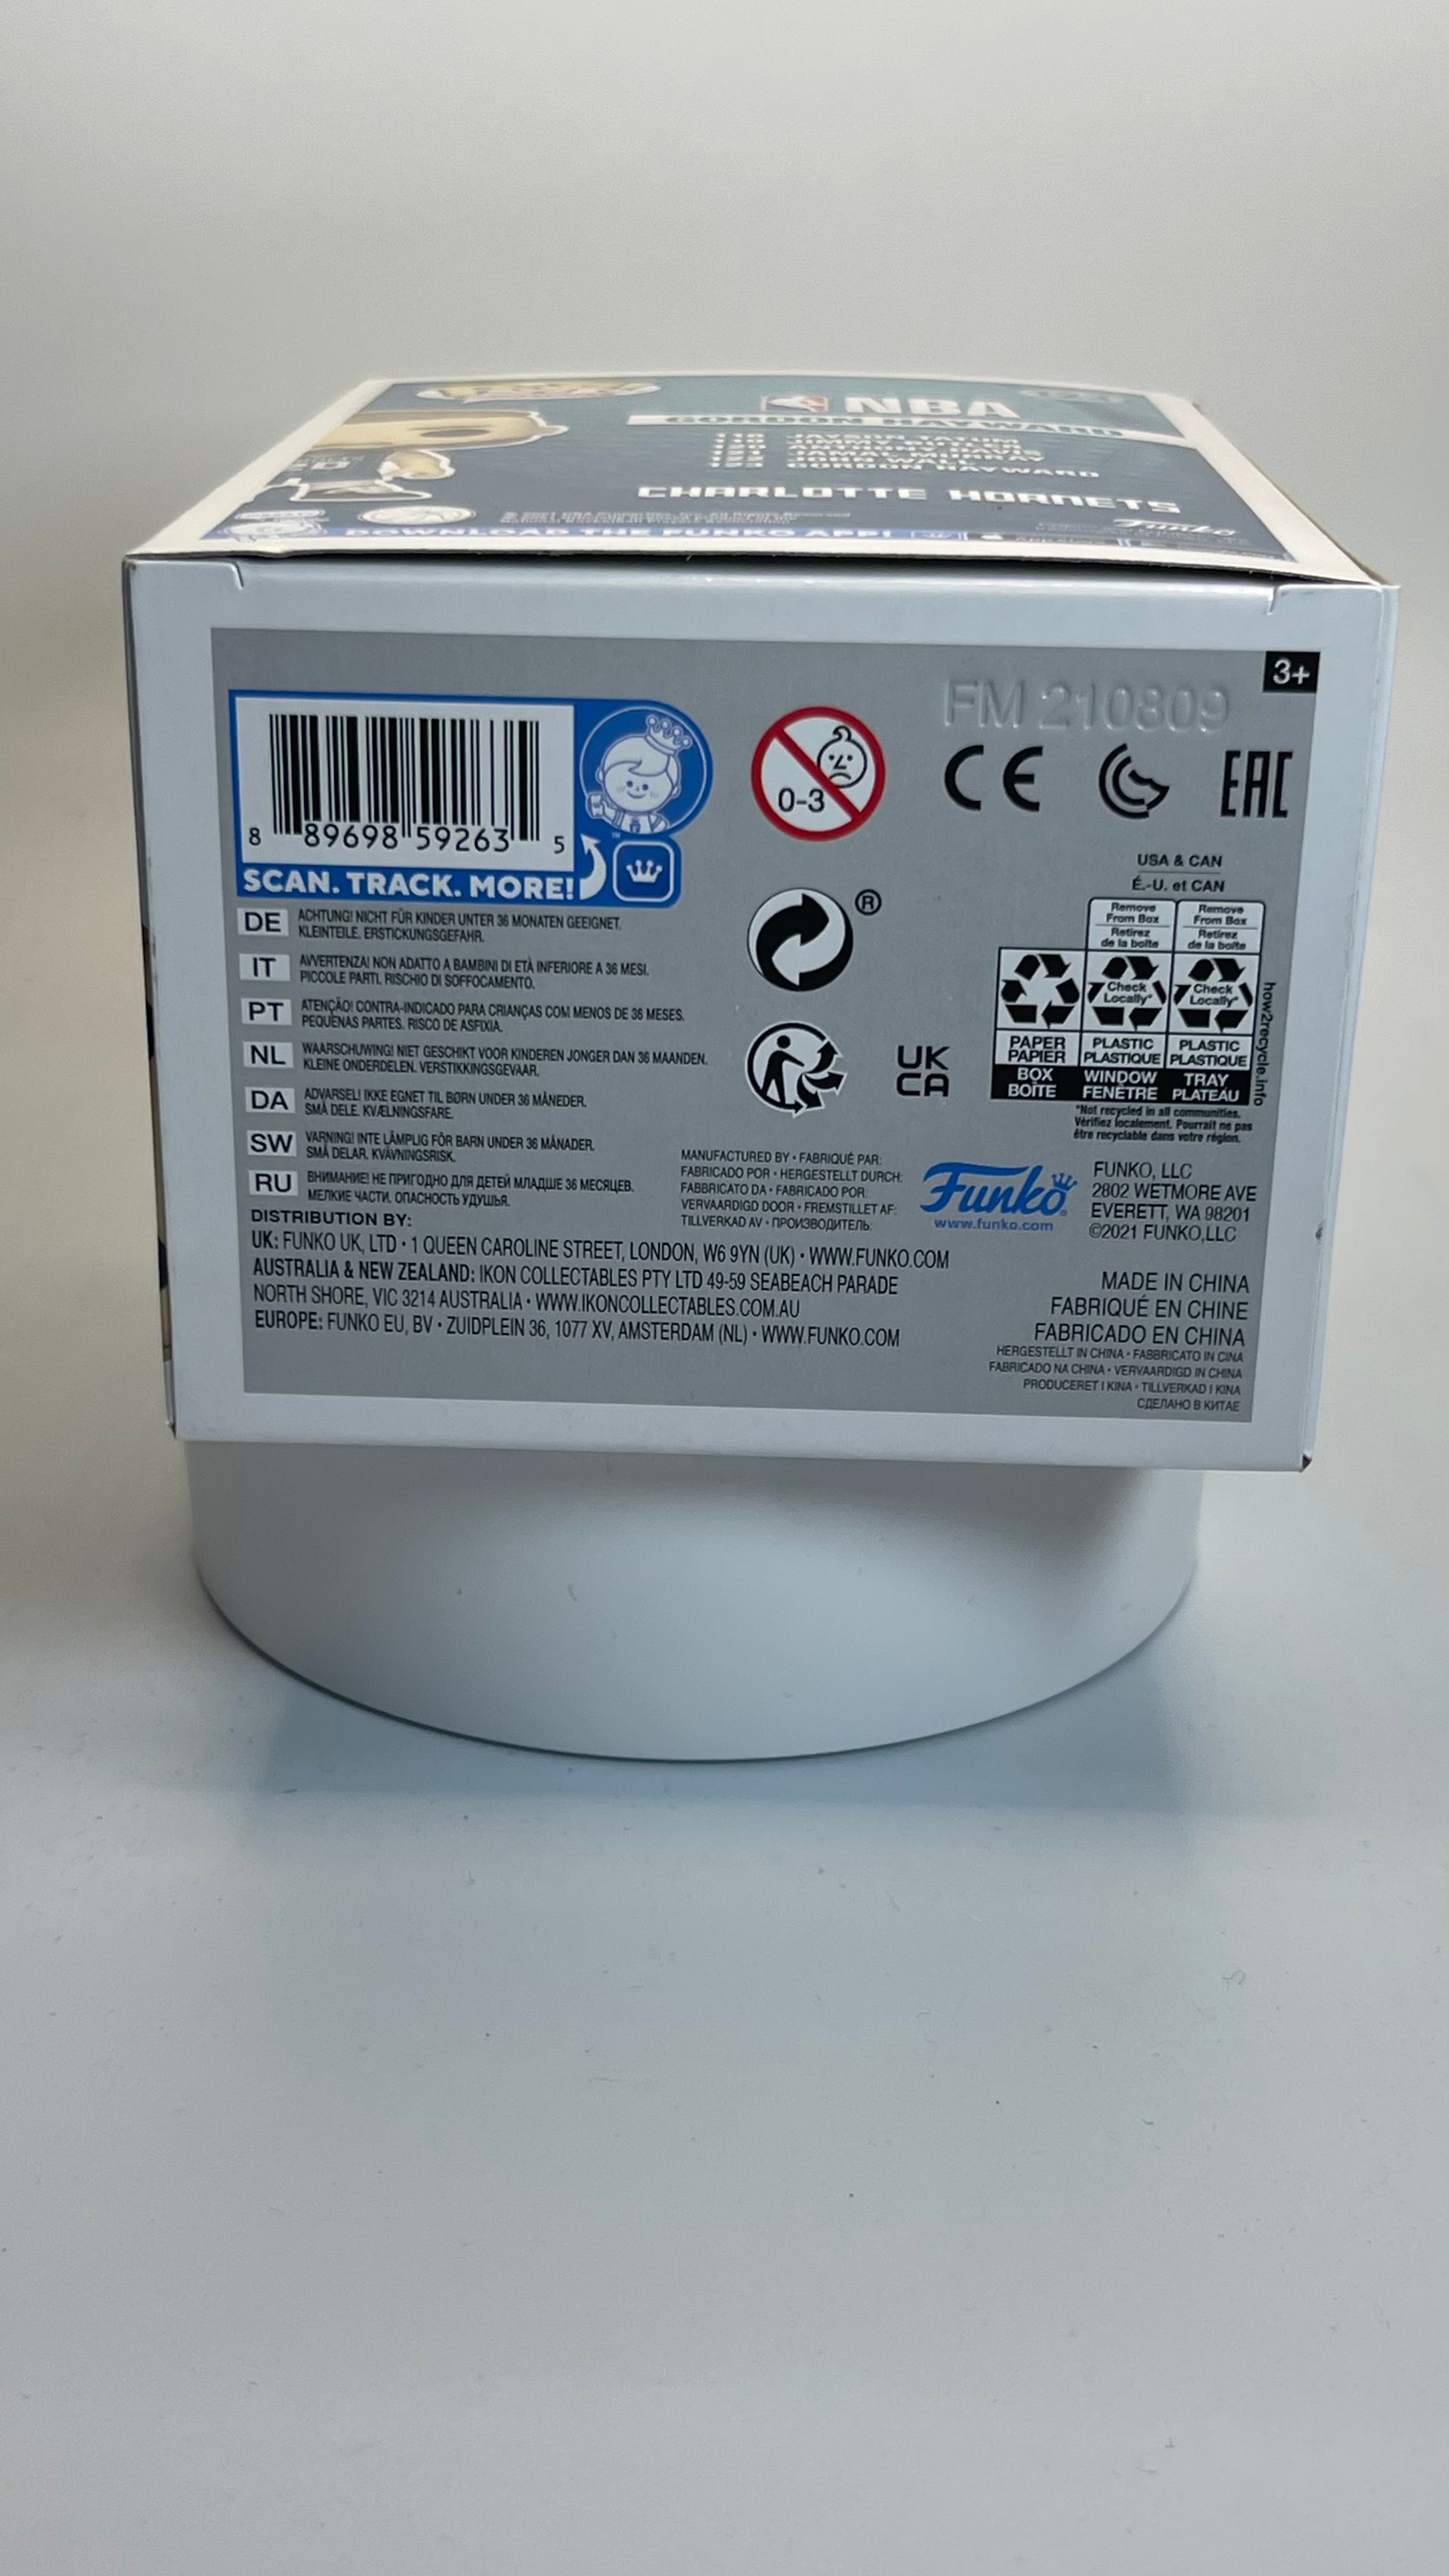 NBA
GORDON HAYWARD
118 JAYSON TATUM
ANTHONY DAVIS
JAMAL MURRAY
JOHN WALL
GORDON HAYWARD
CHARLOTTE HORNETS
Funko
DOWNLOAD THE FUNKO APP!
3+
FM 210809
8 89698 59263 5
SCAN. TRACK. MORE!
0-3
CE EAC
USA & CAN
É.-U. et CAN
Remove From Box
Retirez de la boîte
Remove From Box
Retirez de la boîte
Check Locally*
Check Locally*
PAPER PAPIER
PLASTIC PLASTIQUE
PLASTIC PLASTIQUE
BOX BOÎTE
WINDOW FENÊTRE
TRAY PLATEAU
how2recycle.info
*Not recycled in all communities.
Vérifiez localement. Pourrait ne pas
être recyclable dans votre région.
®
UK
CA
DE ACHTUNG! NICHT FÜR KINDER UNTER 36 MONATEN GEEIGNET.
KLEINTEILE. ERSTICKUNGSGEFAHR.
IT AVVERTENZA! NON ADATTO A BAMBINI DI ETÀ INFERIORE A 36 MESI.
PICCOLE PARTI. RISCHIO DI SOFFOCAMENTO.
PT ATENÇÃO! CONTRA-INDICADO PARA CRIANÇAS COM MENOS DE 36 MESES.
PEQUENAS PARTES. RISCO DE ASFIXIA.
NL WAARSCHUWING! NIET GESCHIKT VOOR KINDEREN JONGER DAN 36 MAANDEN.
KLEINE ONDERDELEN. VERSTIKKINGSGEVAAR.
DA ADVARSEL! IKKE EGNET TIL BØRN UNDER 36 MÅNEDER.
SMÅ DELE. KVÆLNINGSFARE.
SW VARNING! INTE LÄMPLIG FÖR BARN UNDER 36 MÅNADER.
SMÅ DELAR. KVÄVNINGSRISK.
RU ВНИМАНИЕ! НЕ ПРИГОДНО ДЛЯ ДЕТЕЙ МЛАДШЕ 36 МЕСЯЦЕВ.
МЕЛКИЕ ЧАСТИ. ОПАСНОСТЬ УДУШЬЯ.
MANUFACTURED BY • FABRIQUÉ PAR:
FABRICADO POR • HERGESTELLT DURCH:
FABBRICATO DA • FABRICADO POR:
VERVAARDIGD DOOR • FREMSTILLET AF:
TILLVERKAD AV • ПРОИЗВОДИТЕЛЬ:
Funko
www.funko.com
FUNKO, LLC
2802 WETMORE AVE
EVERETT, WA 98201
©2021 FUNKO,LLC
DISTRIBUTION BY:
UK: FUNKO UK, LTD • 1 QUEEN CAROLINE STREET, LONDON, W6 9YN (UK) • WWW.FUNKO.COM
AUSTRALIA & NEW ZEALAND: IKON COLLECTABLES PTY LTD 49-59 SEABEACH PARADE
NORTH SHORE, VIC 3214 AUSTRALIA • WWW.IKONCOLLECTABLES.COM.AU
EUROPE: FUNKO EU, BV • ZUIDPLEIN 36, 1077 XV, AMSTERDAM (NL) • WWW.FUNKO.COM
MADE IN CHINA
FABRIQUÉ EN CHINE
FABRICADO EN CHINA
HERGESTELLT IN CHINA • FABBRICATO IN CINA
FABRICADO NA CHINA • VERVAARDIGD IN CHINA
PRODUCERET I KINA • TILLVERKAD I KINA
СДЕЛАНО В КИТАЕ